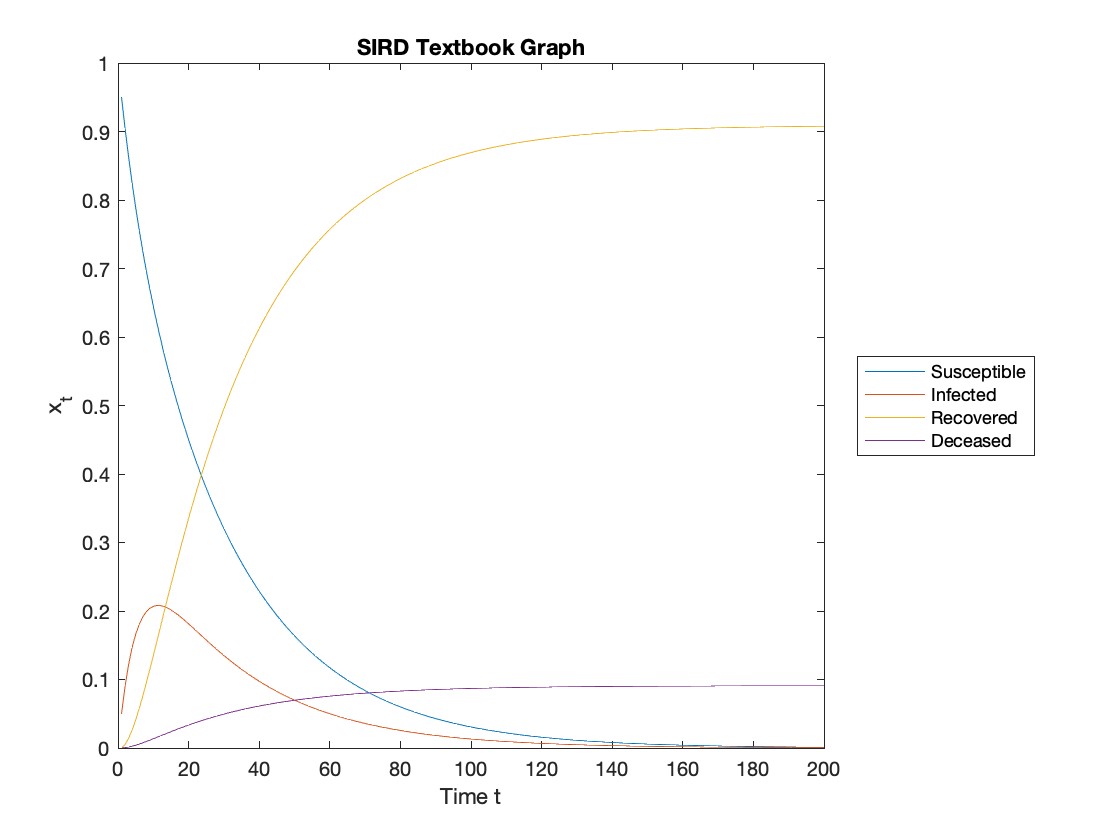 SIRD Textbook Graph
1
0.9
0.8
0.7
0.6
0.5
0.4
0.3
0.2
0.1
0
x_t
0 20 40 60 80 100 120 140 160 180 200
Time t
Susceptible
Infected
Recovered
Deceased